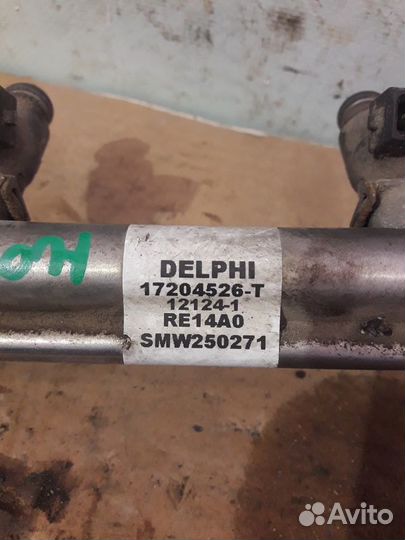 DELPHI
17204526-T
12124-1
RE14A0
SMW250271
Avito